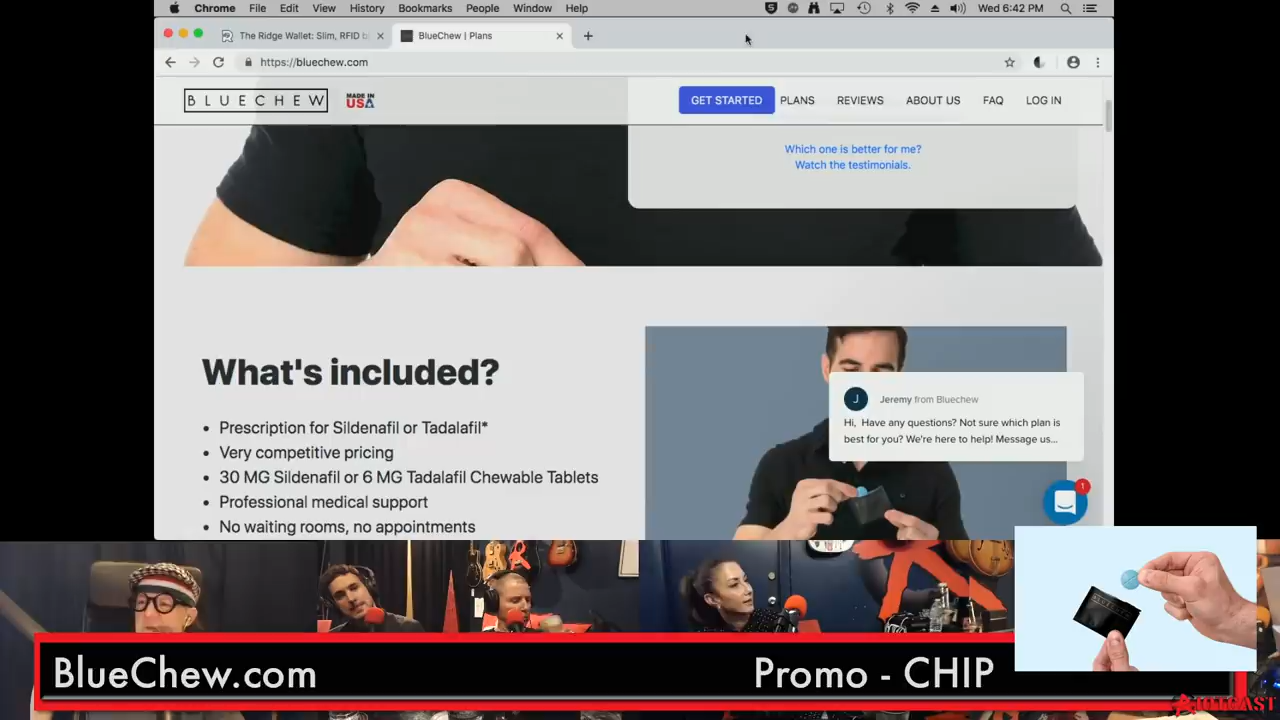 Chrome File Edit View History Bookmarks People Window Help
Wed 6:42 PM
The Ridge Wallet: Slim, RFID b
BlueChew | Plans
https://bluechew.com
BLUECHEW
MADE IN
USA
GET STARTED PLANS REVIEWS ABOUT US FAQ LOG IN
Which one is better for me?
Watch the testimonials.
What's included?
• Prescription for Sildenafil or Tadalafil*
• Very competitive pricing
• 30 MG Sildenafil or 6 MG Tadalafil Chewable Tablets
• Professional medical support
• No waiting rooms, no appointments
J
Jeremy from Bluechew
Hi, Have any questions? Not sure which plan is
best for you? We're here to help! Message us...
1
BlueChew.com
Promo - CHIP